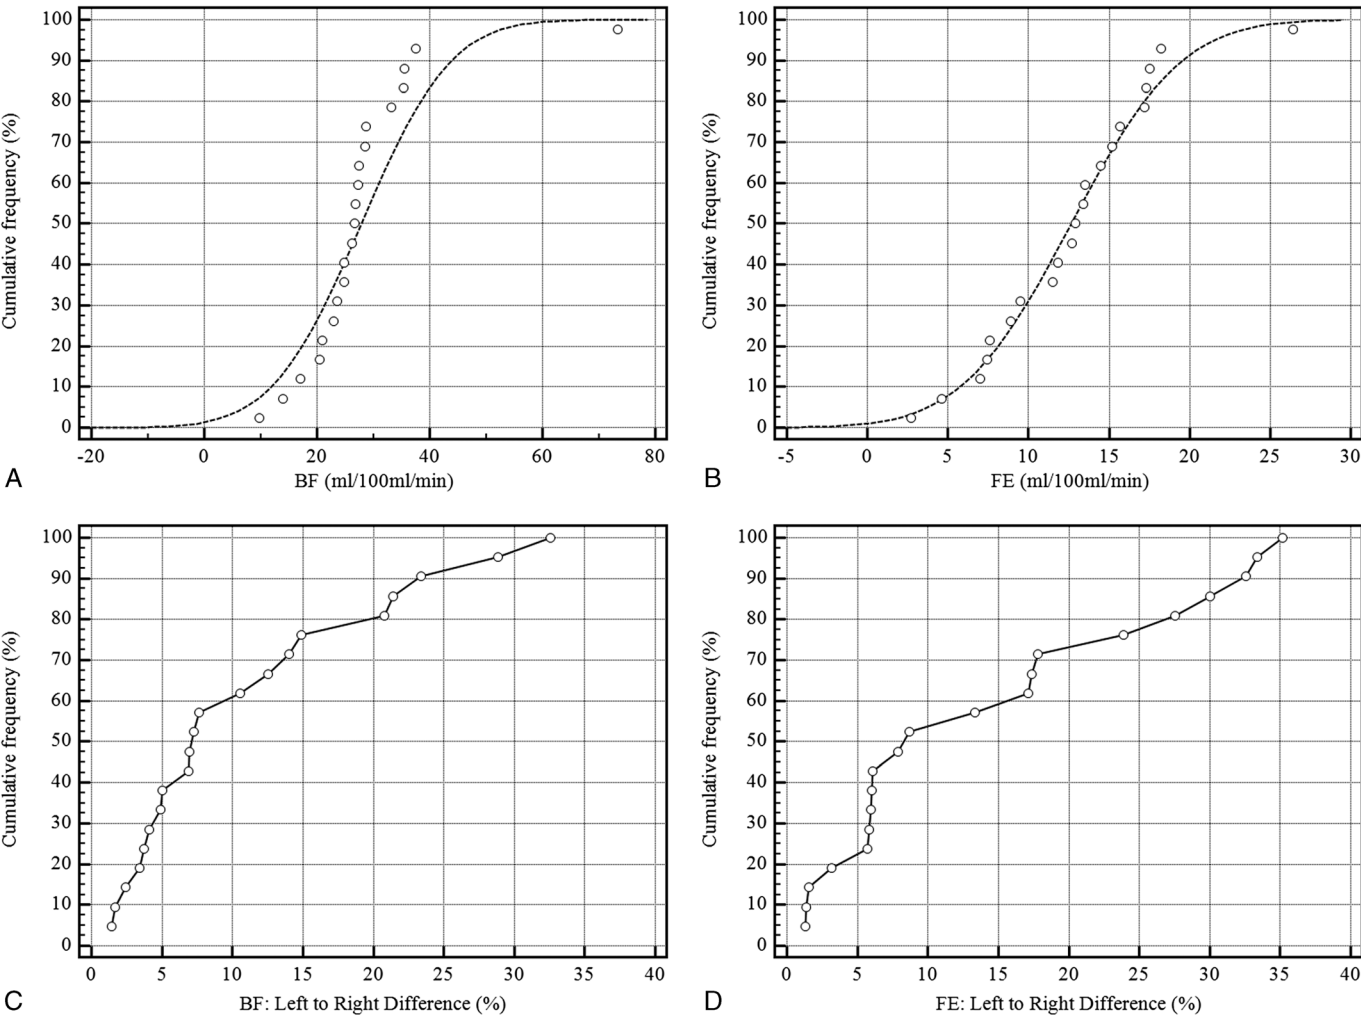 100
90
80
70
60
50
40
30
20
10
0
Cumulative frequency (%)
-20 0 20 40 60 80
BF (ml/100ml/min)
A
100
90
80
70
60
50
40
30
20
10
0
Cumulative frequency (%)
-5 0 5 10 15 20 25 30
FE (ml/100ml/min)
B
100
90
80
70
60
50
40
30
20
10
0
Cumulative frequency (%)
0 5 10 15 20 25 30 35 40
BF: Left to Right Difference (%)
C
100
90
80
70
60
50
40
30
20
10
0
Cumulative frequency (%)
0 5 10 15 20 25 30 35 40
FE: Left to Right Difference (%)
D